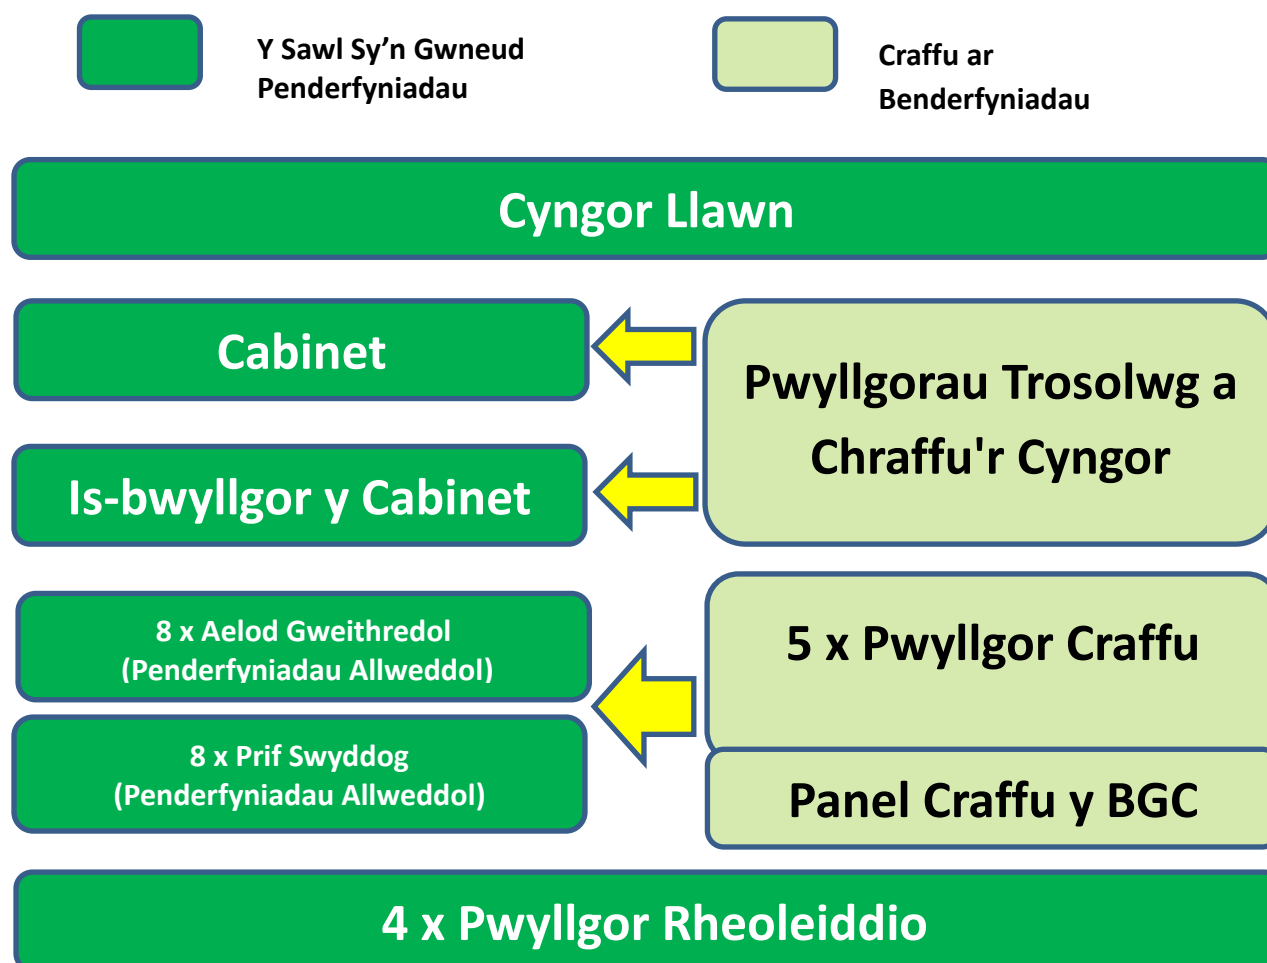 Y Sawl Sy’n Gwneud
Penderfyniadau
Craffu ar
Benderfyniadau
Cyngor Llawn
Cabinet
Pwyllgorau Trosolwg a
Chraffu'r Cyngor
Is-bwyllgor y Cabinet
8 x Aelod Gweithredol
(Penderfyniadau Allweddol)
5 x Pwyllgor Craffu
8 x Prif Swyddog
(Penderfyniadau Allweddol)
Panel Craffu y BGC
4 x Pwyllgor Rheoleiddio